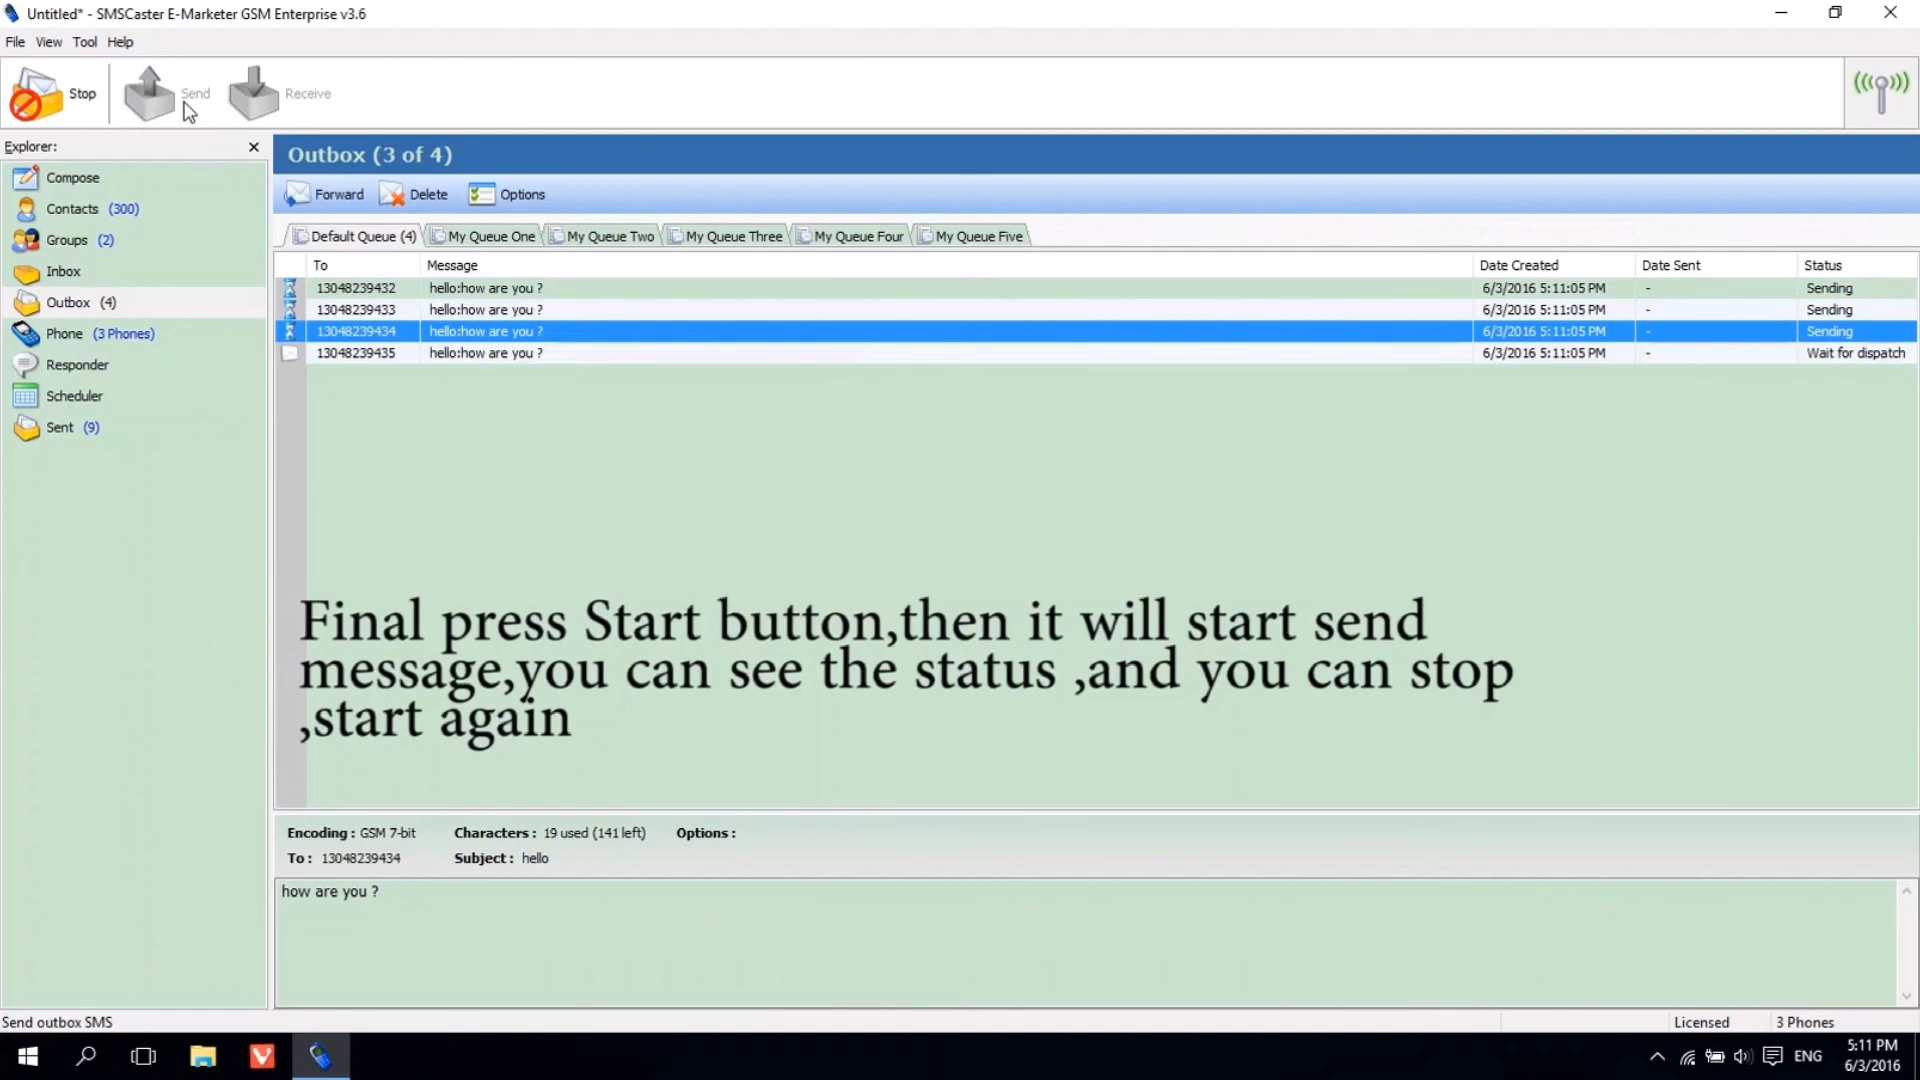 Untitled* - SMSCaster E-Marketer GSM Enterprise v3.6
File View Tool Help
Stop Send Receive
Explorer:
Outbox (3 of 4)
Compose
Contacts (300)
Groups (2)
Inbox
Outbox (4)
Phone (3 Phones)
Responder
Scheduler
Sent (9)
Forward Delete Options
Default Queue (4) My Queue One My Queue Two My Queue Three My Queue Four My Queue Five
To Message Date Created Date Sent Status
13048239432 hello:how are you ? 6/3/2016 5:11:05 PM - Sending
13048239433 hello:how are you ? 6/3/2016 5:11:05 PM - Sending
13048239434 hello:how are you ? 6/3/2016 5:11:05 PM - Sending
13048239435 hello:how are you ? 6/3/2016 5:11:05 PM - Wait for dispatch
Final press Start button,then it will start send
message,you can see the status ,and you can stop
,start again
Encoding : GSM 7-bit Characters : 19 used (141 left) Options :
To : 13048239434 Subject : hello
how are you ?
Send outbox SMS Licensed 3 Phones
ENG 5:11 PM
6/3/2016